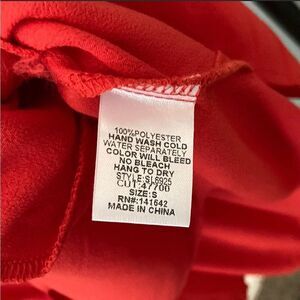 100%POLYESTER
HAND WASH COLD
WATER SEPARATELY
COLOR WILL BLEED
NO BLEACH
HANG TO DRY
STYLE:SL6925
CUT:47700
SIZE:S
RN#:141642
MADE IN CHINA